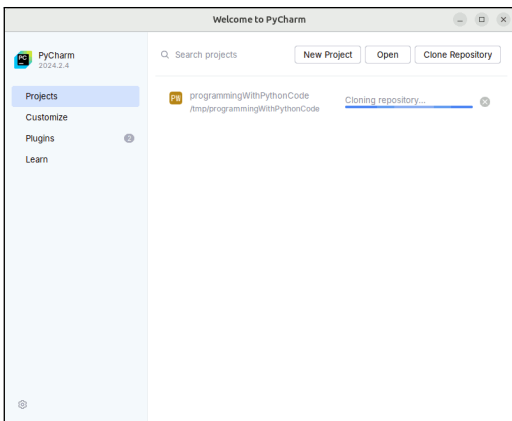 Welcome to PyCharm
PC
PyCharm
2024.2.4
Search projects
New Project
Open
Clone Repository
Projects
Customize
Plugins
2
Learn
PW
programmingWithPythonCode
/tmp/programmingWithPythonCode
Cloning repository...